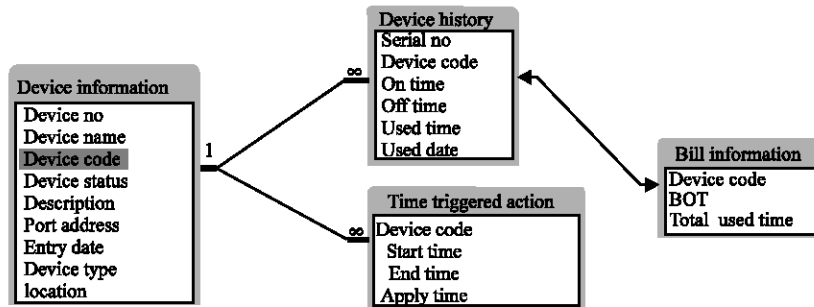 Device information
Device no
Device name
Device code
Device status
Description
Port address
Entry date
Device type
location
1
∞
∞
Device history
Serial no
Device code
On time
Off time
Used time
Used date
Time triggered action
Device code
Start time
End time
Apply time
Bill information
Device code
BOT
Total used time